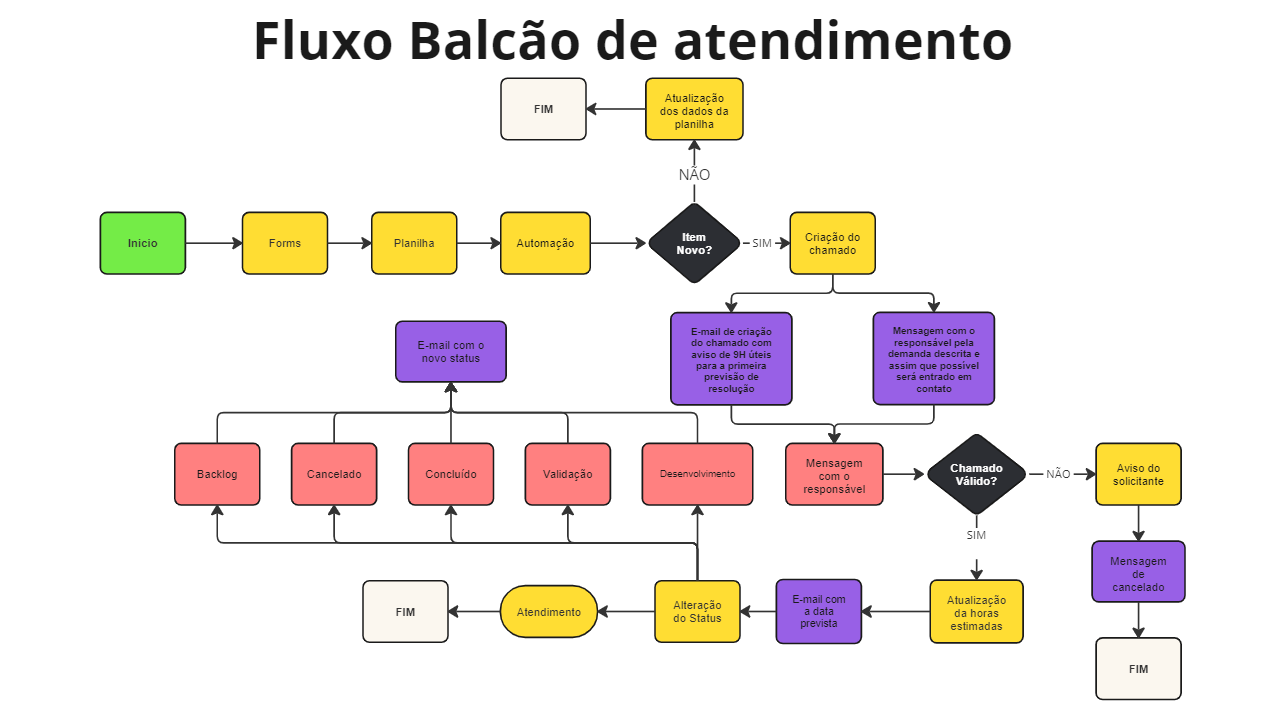 Fluxo Balcão de atendimento
FIM
Atualização
dos dados da
planilha
NÃO
Inicio
Forms
Planilha
Automação
Item
Novo?
SIM
Criação do
chamado
E-mail com o
novo status
E-mail de criação
do chamado com
aviso de 9H úteis
para a primeira
previsão de
resolução
Mensagem com o
responsável pela
demanda descrita e
assim que possível
será entrado em
contato
Backlog
Cancelado
Concluído
Validação
Desenvolvimento
Mensagem
com o
responsável
Chamado
Válido?
NÃO
Aviso do
solicitante
SIM
Mensagem
de
cancelado
FIM
Atendimento
Alteração
do Status
E-mail com
a data
prevista
Atualização
da horas
estimadas
FIM